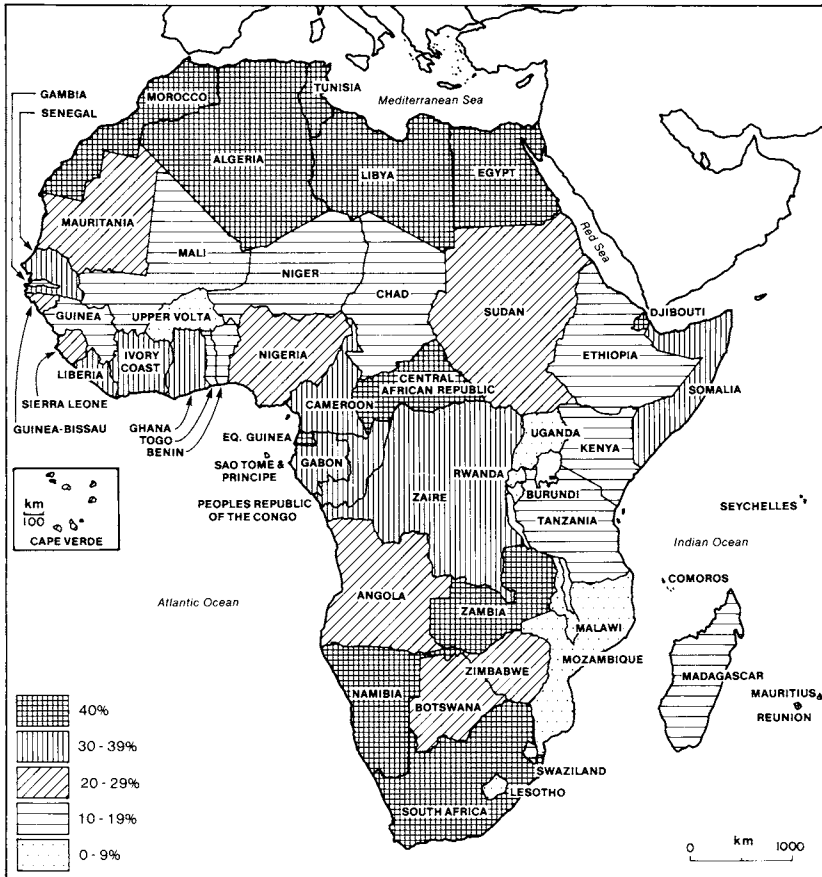 GAMBIA
SENEGAL
MOROCCO
TUNISIA
Mediterranean Sea
ALGERIA
LIBYA
EGYPT
Red Sea
MAURITANIA
MALI
NIGER
CHAD
SUDAN
DJIBOUTI
GUINEA
UPPER VOLTA
NIGERIA
ETHIOPIA
IVORY
COAST
LIBERIA
CENTRAL
AFRICAN REPUBLIC
SOMALIA
SIERRA LEONE
GUINEA-BISSAU
GHANA
TOGO
BENIN
CAMEROON
EQ. GUINEA
UGANDA
KENYA
SAO TOME &
PRINCIPE
GABON
RWANDA
ZAIRE
BURUNDI
PEOPLES REPUBLIC
OF THE CONGO
TANZANIA
SEYCHELLES
km
100
CAPE VERDE
Indian Ocean
COMOROS
Atlantic Ocean
ANGOLA
ZAMBIA
MALAWI
MOZAMBIQUE
ZIMBABWE
MADAGASCAR
NAMIBIA
BOTSWANA
MAURITIUS
REUNION
SWAZILAND
LESOTHO
SOUTH AFRICA
40%
30 - 39%
20 - 29%
10 - 19%
0 - 9%
km
0 1000